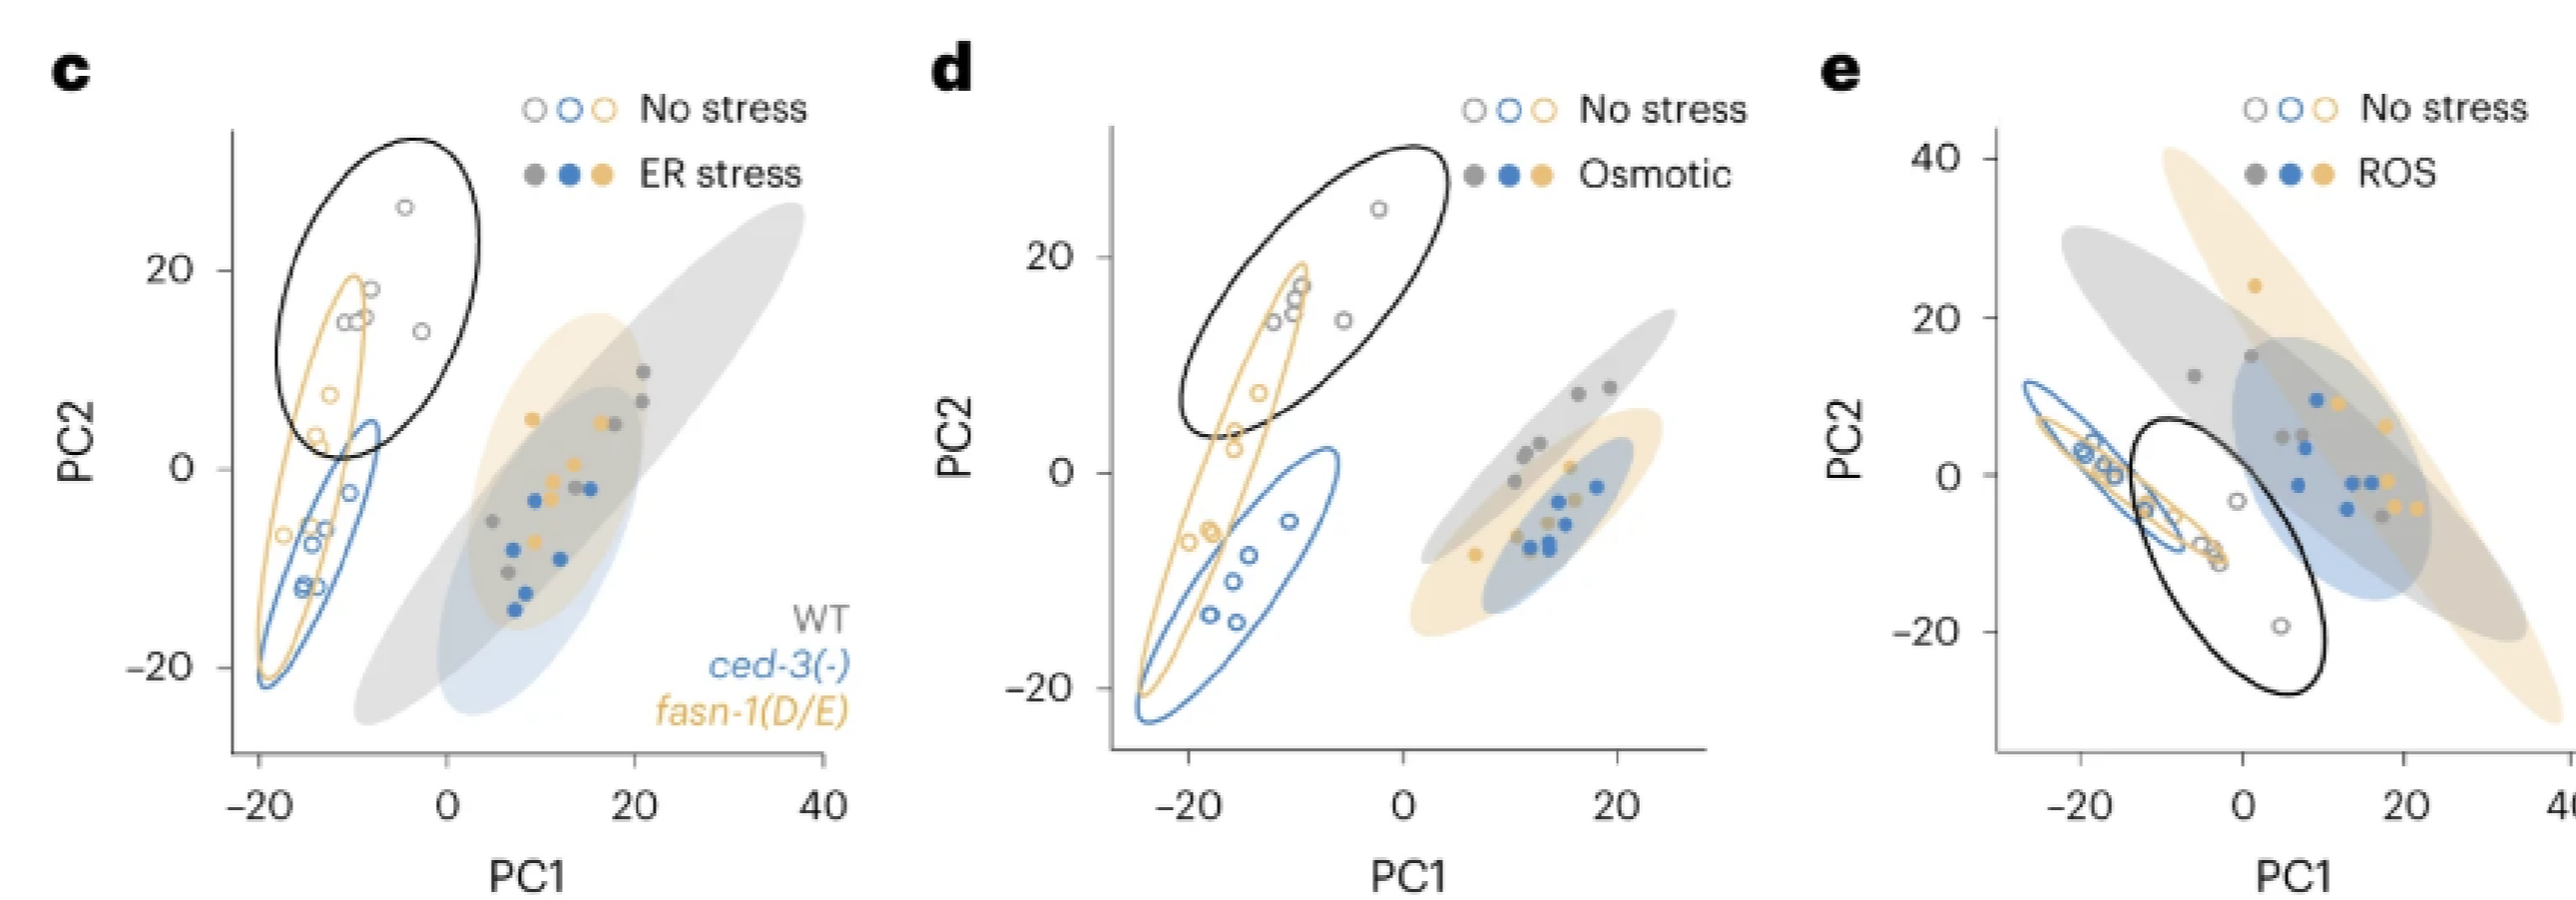 c
No stress
ER stress
20
0
–20
PC2
WT
ced-3(-)
fasn-1(D/E)
–20 0 20 40
PC1
d
No stress
Osmotic
20
0
–20
PC2
–20 0 20
PC1
e
No stress
ROS
40
20
0
–20
PC2
–20 0 20
PC1